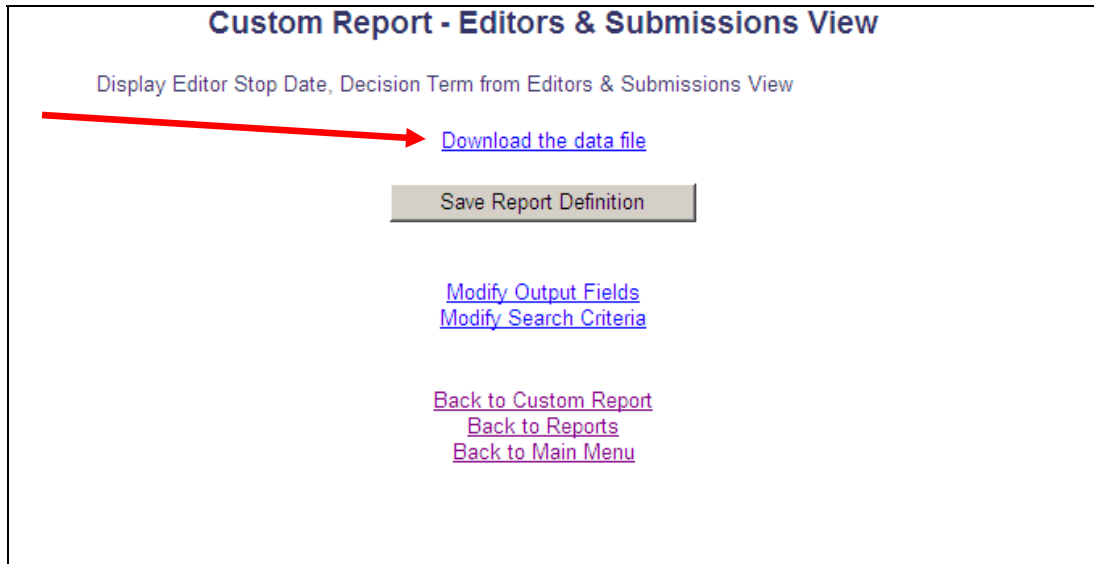 Custom Report - Editors & Submissions View
Display Editor Stop Date, Decision Term from Editors & Submissions View
Download the data file
Save Report Definition
Modify Output Fields
Modify Search Criteria
Back to Custom Report
Back to Reports
Back to Main Menu